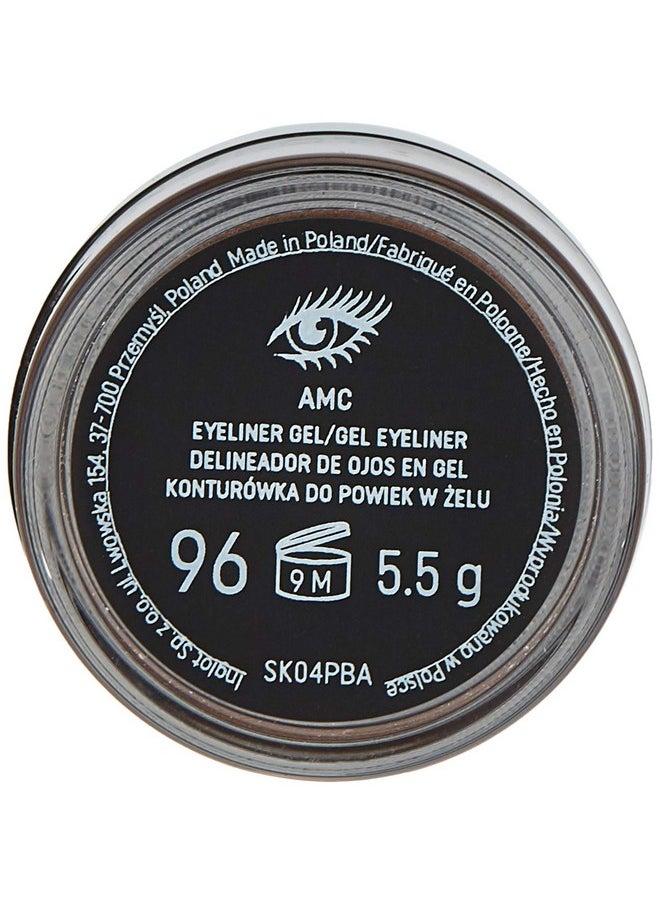 Inglot Sp. z o.o. ul. Lwowska 154, 37-700 Przemyśl, Poland Made in Poland/Fabriqué en Pologne/Hecho en Polonia/Wyprodukowano w Polsce
AMC
EYELINER GEL/GEL EYELINER
DELINEADOR DE OJOS EN GEL
KONTURÓWKA DO POWIEK W ŻELU
96 9 M 5.5 g
SK04PBA